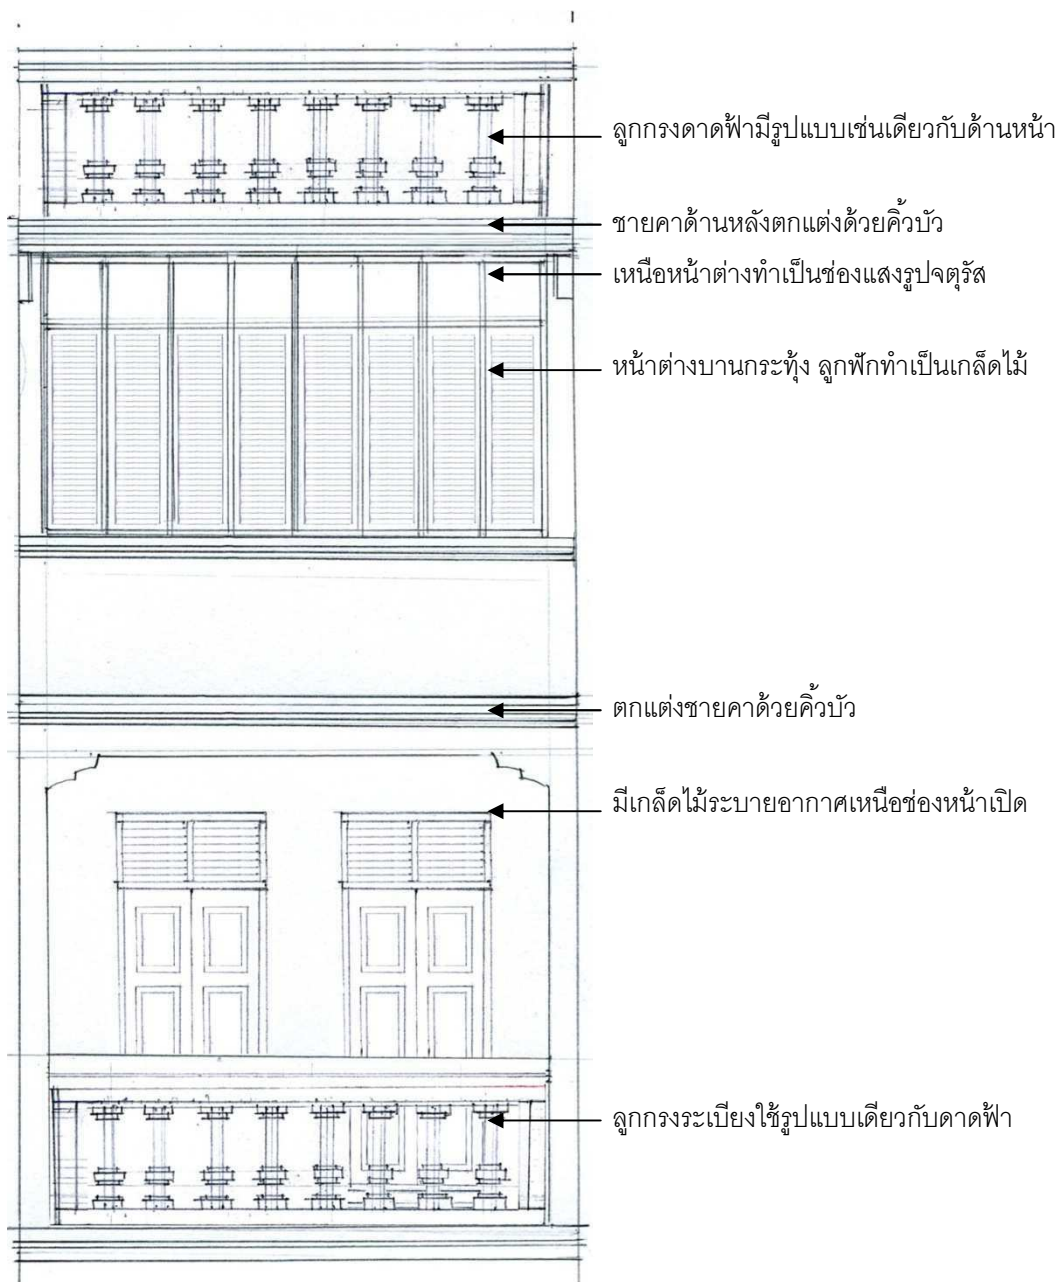 ลูกกรงดาดฟ้ามีรูปแบบเช่นเดียวกับด้านหน้า
ชายคาด้านหลังตกแต่งด้วยคิ้วบัว
เหนือหน้าต่างทำเป็นช่องแสงรูปจตุรัส
หน้าต่างบานกระทุ้ง ลูกฟักทำเป็นเกล็ดไม้
ตกแต่งชายคาด้วยคิ้วบัว
มีเกล็ดไม้ระบายอากาศเหนือช่องหน้าเปิด
ลูกกรงระเบียงใช้รูปแบบเดียวกับดาดฟ้า